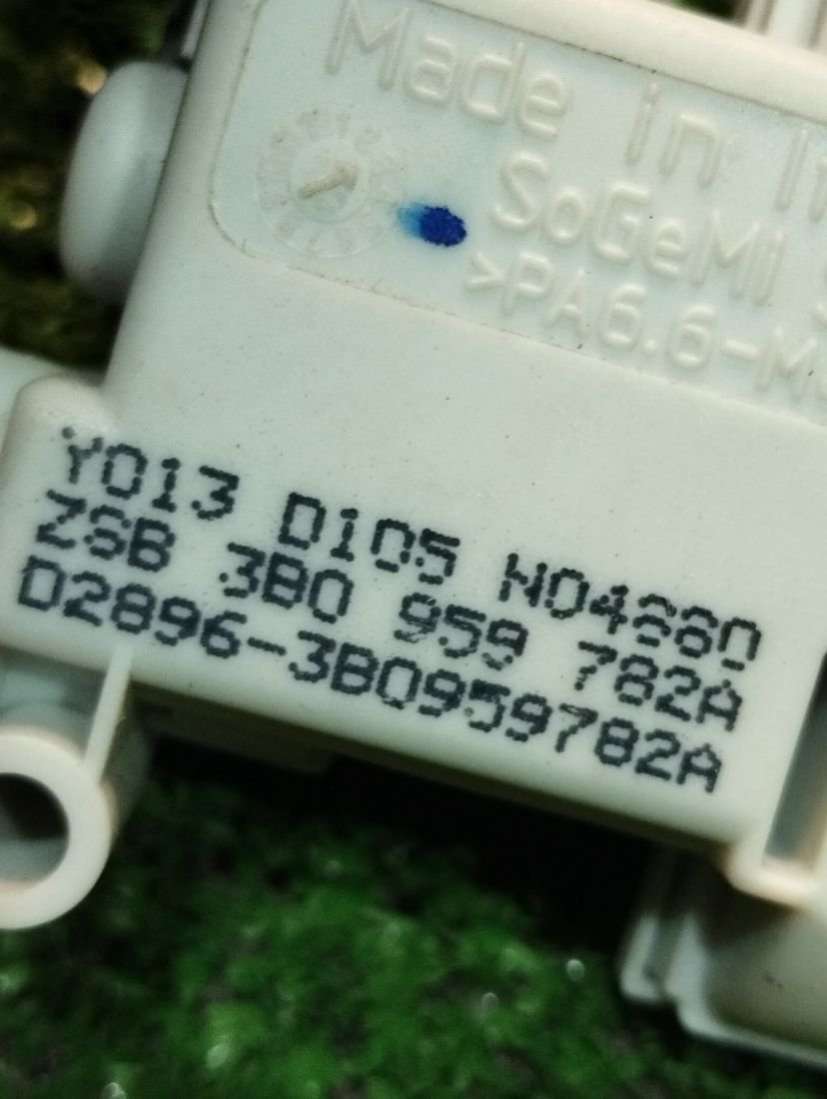 Made in
SoGeMi
>PA6.6-M
Y013 D105 N04660
ZSB 3B0 959 782A
D2896-3B0959782A